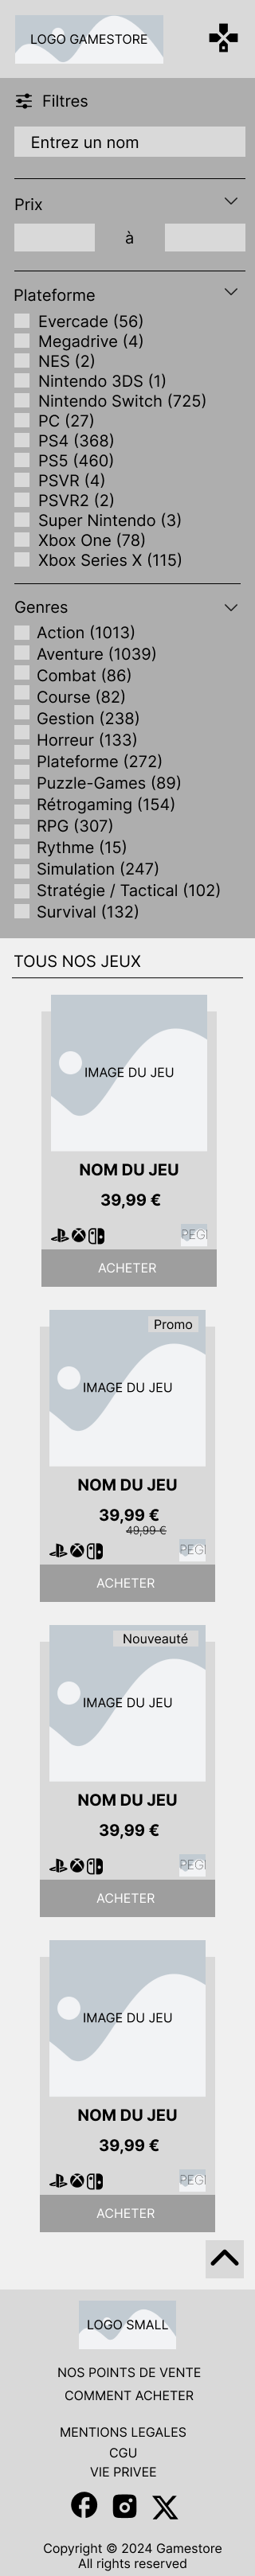 LOGO GAMESTORE
Filtres
Entrez un nom
Prix
à
Plateforme
Evercade (56)
Megadrive (4)
NES (2)
Nintendo 3DS (1)
Nintendo Switch (725)
PC (27)
PS4 (368)
PS5 (460)
PSVR (4)
PSVR2 (2)
Super Nintendo (3)
Xbox One (78)
Xbox Series X (115)
Genres
Action (1013)
Aventure (1039)
Combat (86)
Course (82)
Gestion (238)
Horreur (133)
Plateforme (272)
Puzzle-Games (89)
Rétrogaming (154)
RPG (307)
Rythme (15)
Simulation (247)
Stratégie / Tactical (102)
Survival (132)
TOUS NOS JEUX
IMAGE DU JEU
NOM DU JEU
39,99 €
PEGI
ACHETER
Promo
IMAGE DU JEU
NOM DU JEU
39,99 €
49,99 €
PEGI
ACHETER
Nouveauté
IMAGE DU JEU
NOM DU JEU
39,99 €
PEGI
ACHETER
IMAGE DU JEU
NOM DU JEU
39,99 €
PEGI
ACHETER
LOGO SMALL
NOS POINTS DE VENTE
COMMENT ACHETER
MENTIONS LEGALES
CGU
VIE PRIVEE
Copyright © 2024 Gamestore
All rights reserved